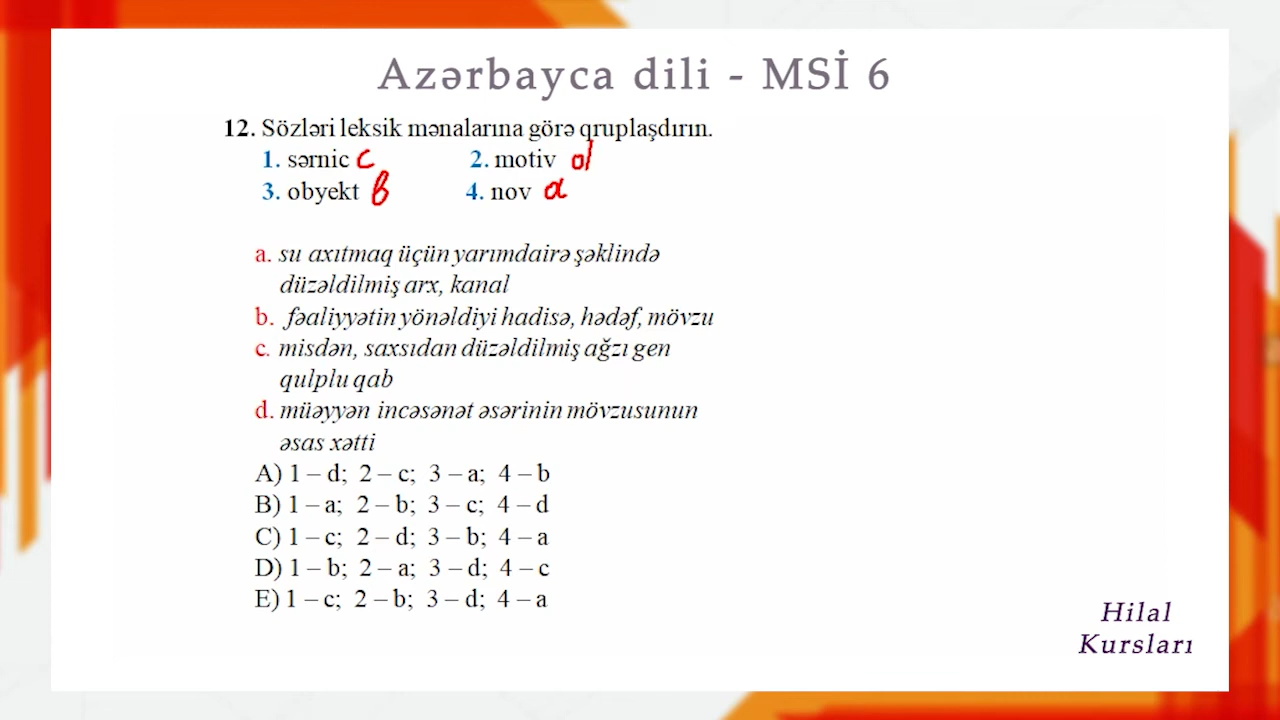 Azərbayca dili - MSİ 6
12. Sözləri leksik mənalarına görə qruplaşdırın.
1. sərnic c 2. motiv d
3. obyekt b 4. nov a
a. su axıtmaq üçün yarımdairə şəklində
düzəldilmiş arx, kanal
b. fəaliyyətin yönəldiyi hadisə, hədəf, mövzu
c. misdən, saxsıdan düzəldilmiş ağzı gen
qulplu qab
d. müəyyən incəsənət əsərinin mövzusunun
əsas xətti
A) 1 – d; 2 – c; 3 – a; 4 – b
B) 1 – a; 2 – b; 3 – c; 4 – d
C) 1 – c; 2 – d; 3 – b; 4 – a
D) 1 – b; 2 – a; 3 – d; 4 – c
E) 1 – c; 2 – b; 3 – d; 4 – a
Hilal
Kursları